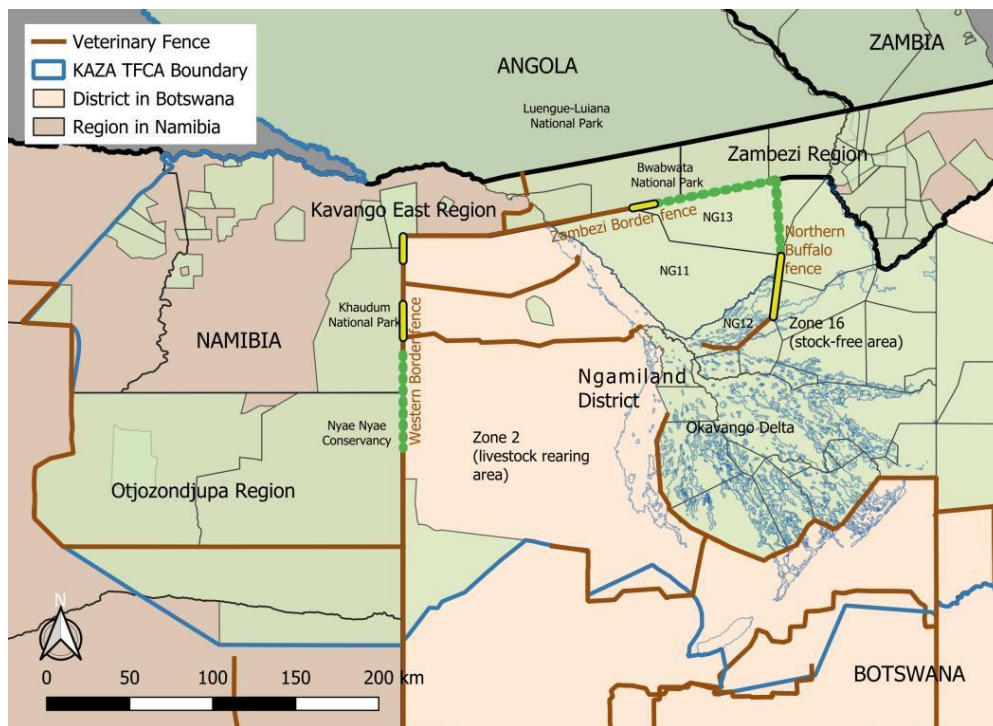 Veterinary Fence
KAZA TFCA Boundary
District in Botswana
Region in Namibia
ANGOLA
ZAMBIA
Luengue-Luiana
National Park
Bwabwata
National Park
Zambezi Region
Kavango East Region
Zambezi Border fence
NG13
Northern
Buffalo
fence
NG11
Khaudum
National Park
NAMIBIA
Western Border fence
NG12
Zone 16
(stock-free area)
Ngamiland
District
Nyae Nyae
Conservancy
Okavango Delta
Zone 2
(livestock rearing
area)
Otjozondjupa Region
N
0 50 100 150 200 km
BOTSWANA